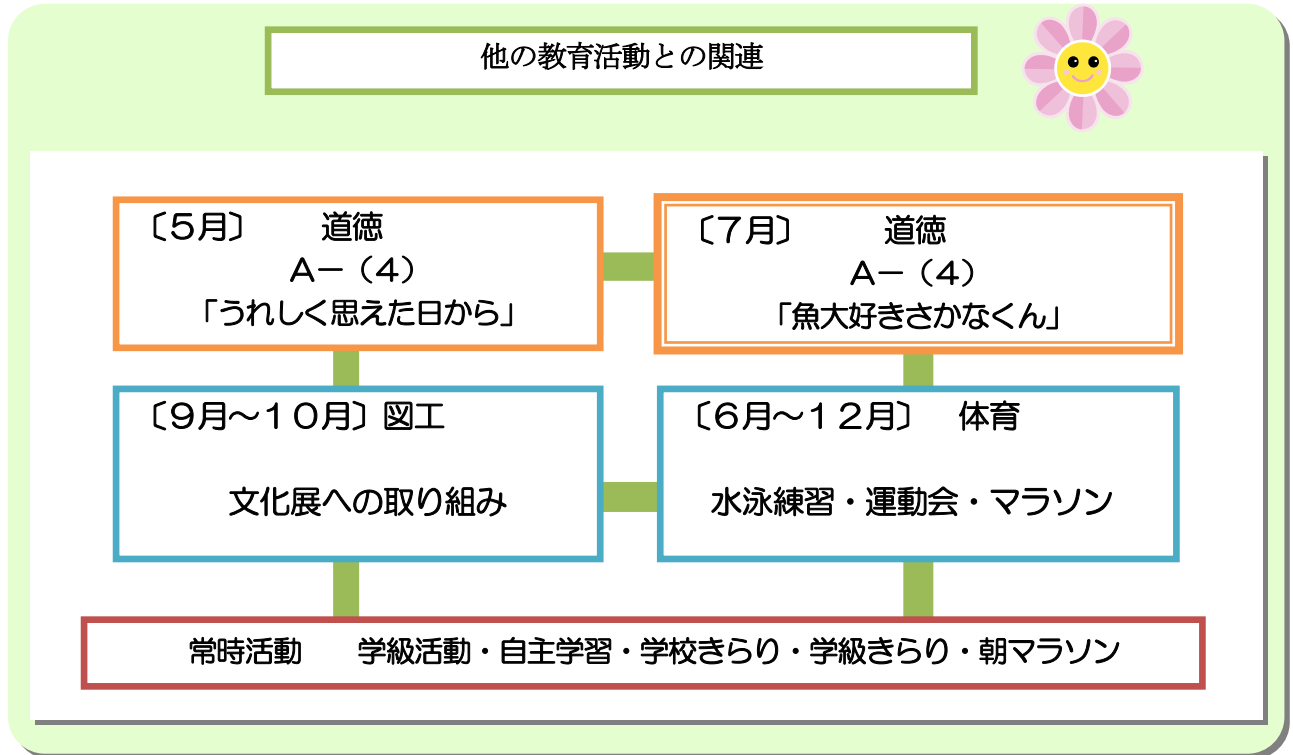 他の教育活動との関連
〔５月〕　　道徳
Ａー（４）
「うれしく思えた日から」
〔７月〕　　　道徳
Ａー（４）
「魚大好きさかなくん」
〔９月～１０月〕図工
文化展への取り組み
〔６月～１２月〕　体育
水泳練習・運動会・マラソン
常時活動　　学級活動・自主学習・学校きらり・学級きらり・朝マラソン